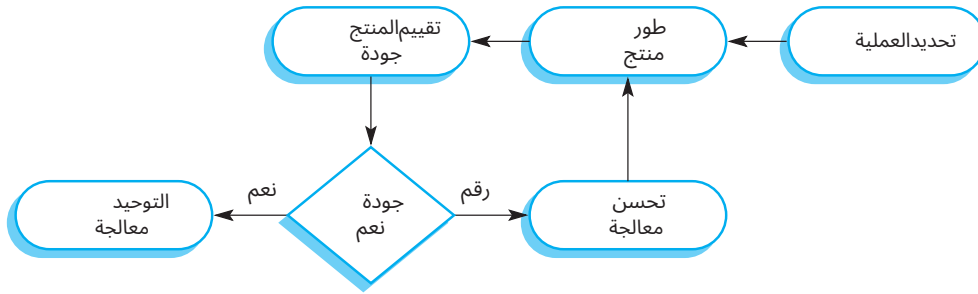 تحديدالعملية
طور
منتج
تقييمالمنتج
جودة
نعم
رقم
جودة
نعم
تحسن
معالجة
التوحيد
معالجة